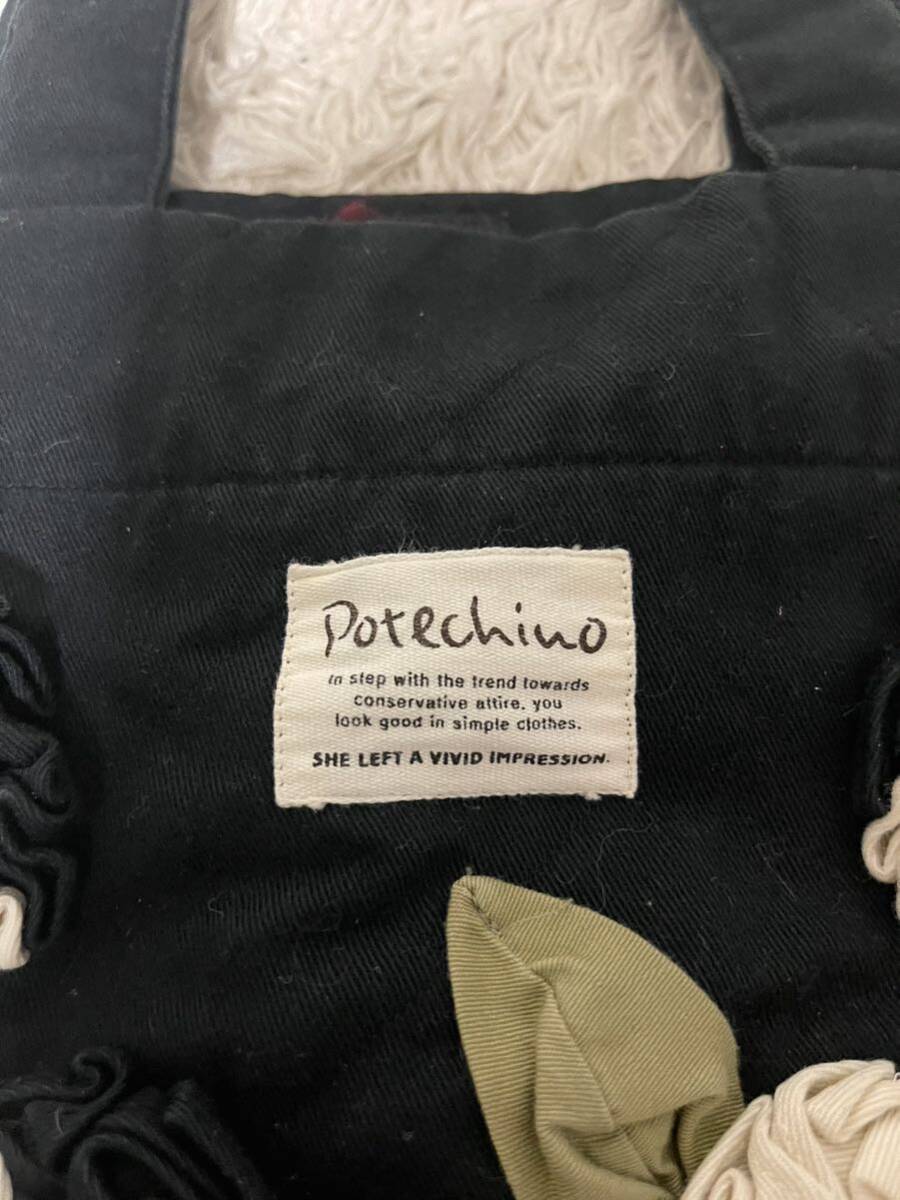 Potechino
in step with the trend towards
conservative attire. you
look good in simple clothes.
SHE LEFT A VIVID IMPRESSION.